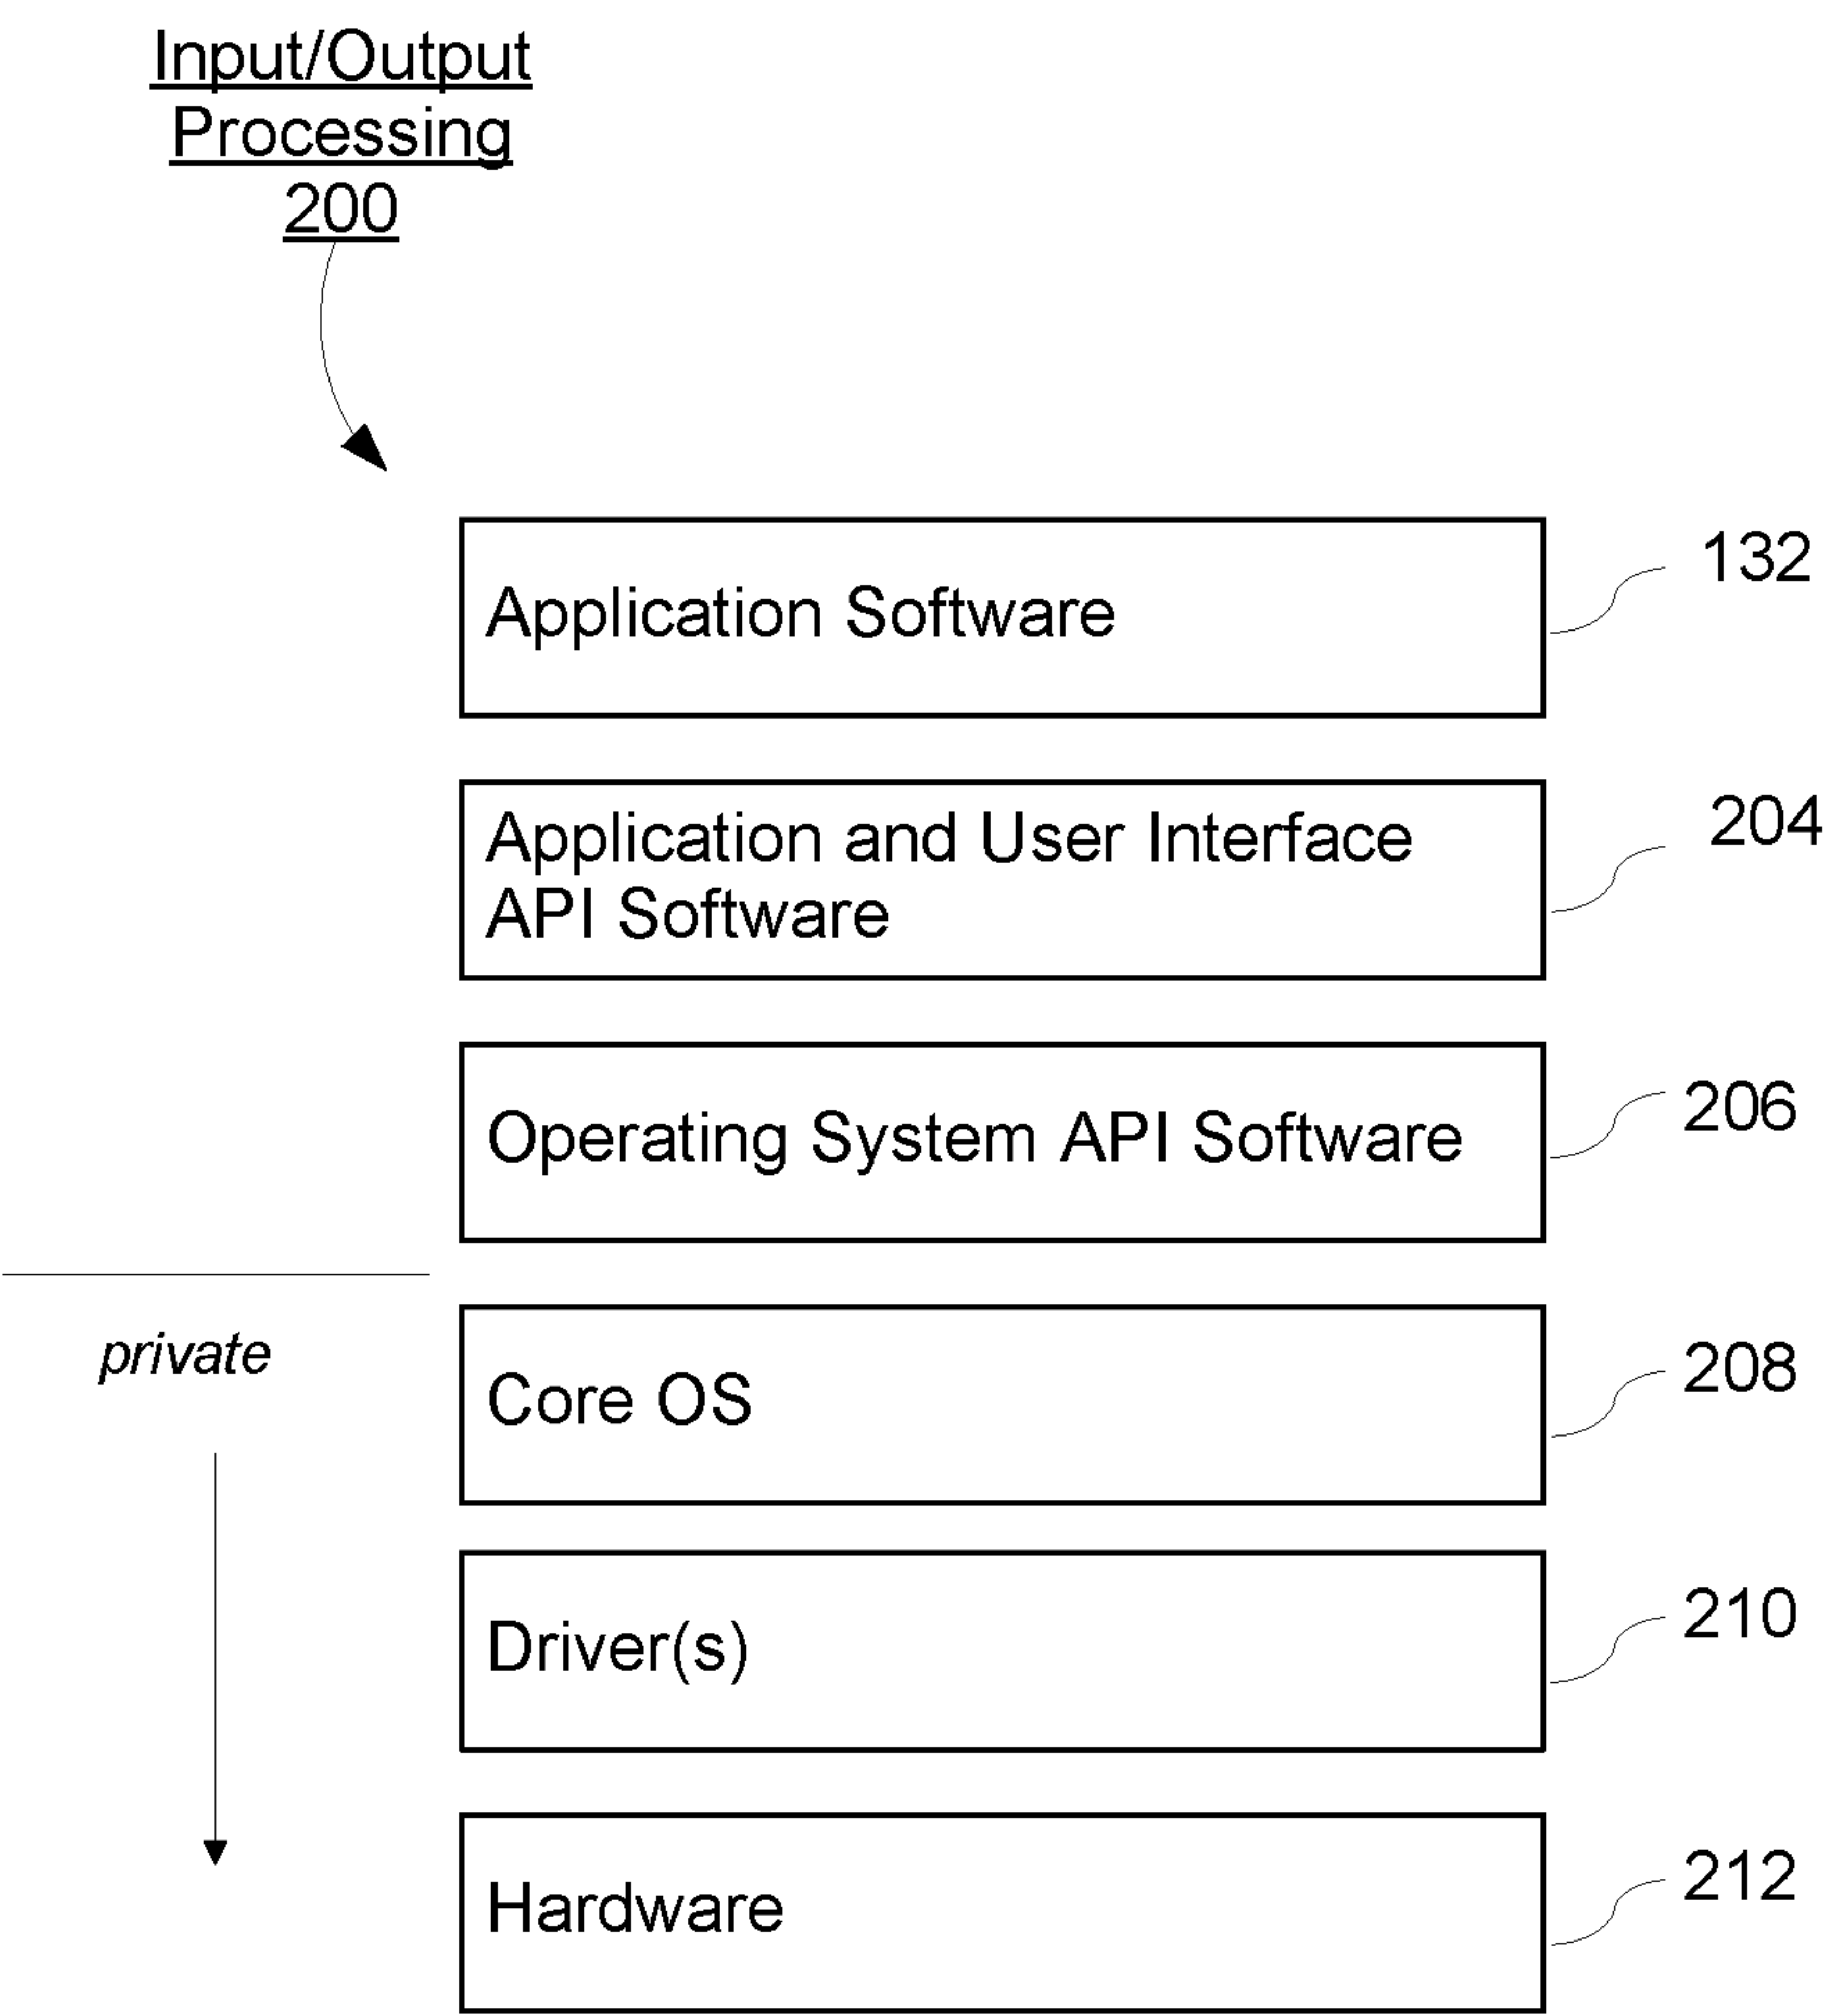 Input/Output
Processing
200
Application Software
132
Application and User Interface
API Software
204
Operating System API Software
206
private
Core OS
208
Driver(s)
210
Hardware
212